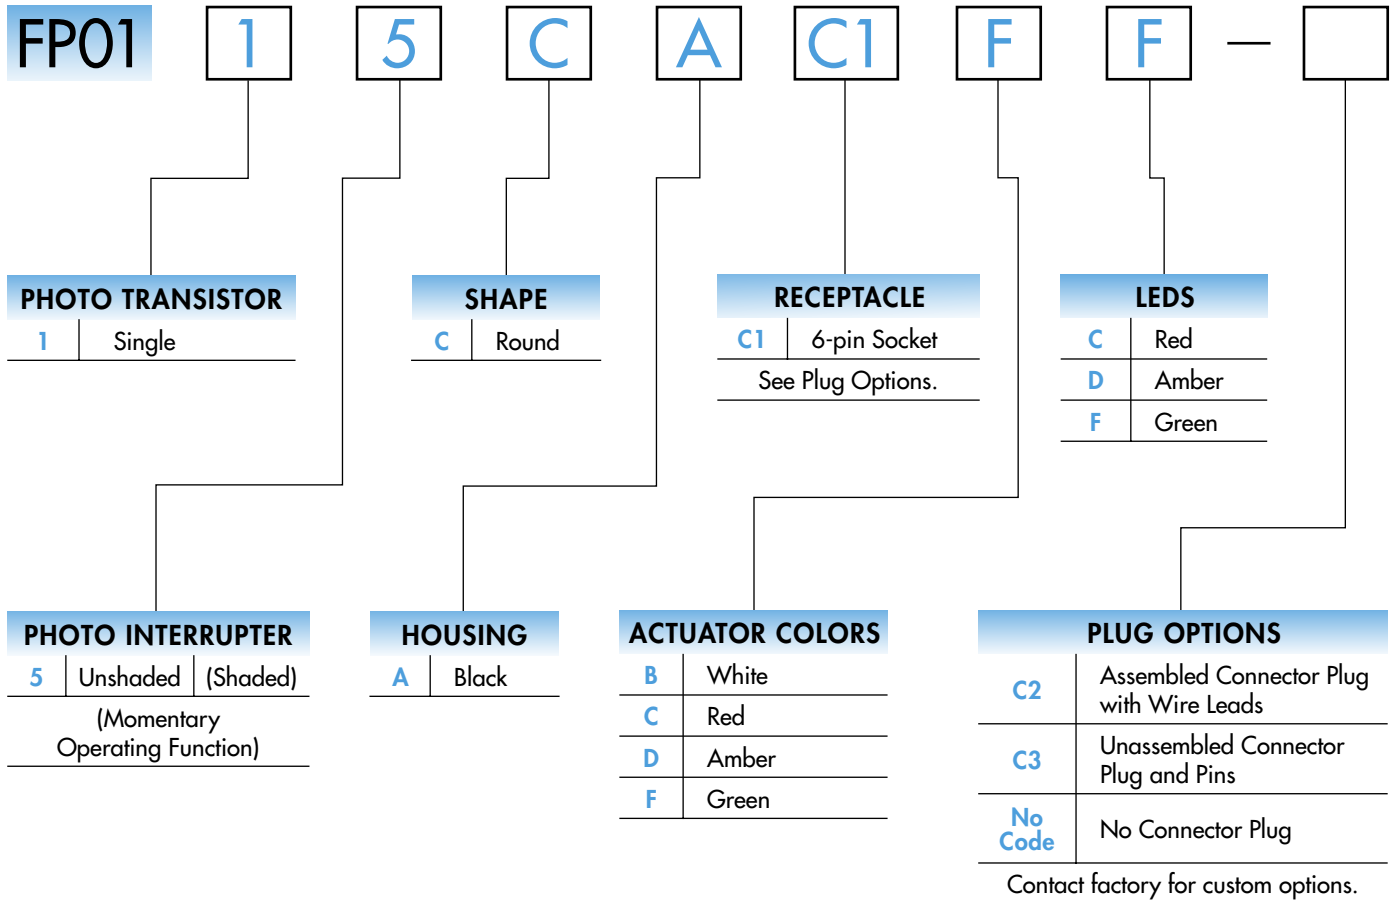 FP01 1 5 C A C1 F F —
PHOTO TRANSISTOR
1 Single
SHAPE
C Round
RECEPTACLE
C1 6-pin Socket
See Plug Options.
LEDS
C Red
D Amber
F Green
PHOTO INTERRUPTER
5 Unshaded (Shaded)
(Momentary
Operating Function)
HOUSING
A Black
ACTUATOR COLORS
B White
C Red
D Amber
F Green
PLUG OPTIONS
C2 Assembled Connector Plug
with Wire Leads
C3 Unassembled Connector
Plug and Pins
No
Code No Connector Plug
Contact factory for custom options.